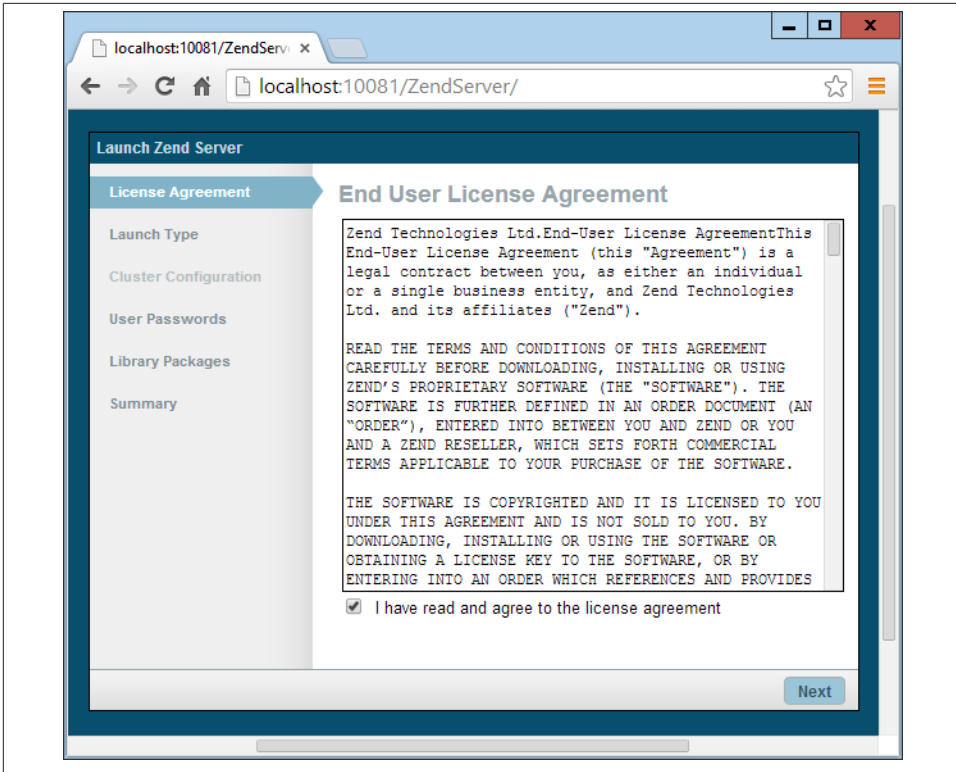 localhost:10081/ZendServ
localhost:10081/ZendServer/
Launch Zend Server
License Agreement
Launch Type
Cluster Configuration
User Passwords
Library Packages
Summary
End User License Agreement
Zend Technologies Ltd.End-User License AgreementThis
End-User License Agreement (this "Agreement") is a
legal contract between you, as either an individual
or a single business entity, and Zend Technologies
Ltd. and its affiliates ("Zend").
READ THE TERMS AND CONDITIONS OF THIS AGREEMENT
CAREFULLY BEFORE DOWNLOADING, INSTALLING OR USING
ZEND’S PROPRIETARY SOFTWARE (THE "SOFTWARE"). THE
SOFTWARE IS FURTHER DEFINED IN AN ORDER DOCUMENT (AN
“ORDER”), ENTERED INTO BETWEEN YOU AND ZEND OR YOU
AND A ZEND RESELLER, WHICH SETS FORTH COMMERCIAL
TERMS APPLICABLE TO YOUR PURCHASE OF THE SOFTWARE.
THE SOFTWARE IS COPYRIGHTED AND IT IS LICENSED TO YOU
UNDER THIS AGREEMENT AND IS NOT SOLD TO YOU. BY
DOWNLOADING, INSTALLING OR USING THE SOFTWARE OR
OBTAINING A LICENSE KEY TO THE SOFTWARE, OR BY
ENTERING INTO AN ORDER WHICH REFERENCES AND PROVIDES
I have read and agree to the license agreement
Next